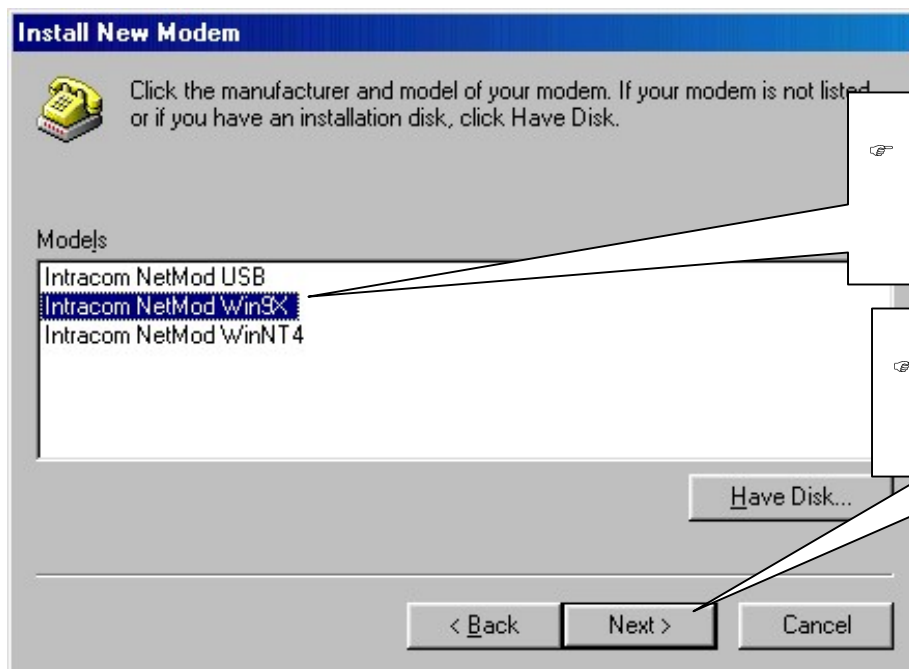 Install New Modem
Click the manufacturer and model of your modem. If your modem is not listed,
or if you have an installation disk, click Have Disk.
☞
Models
Intracom NetMod USB
Intracom NetMod Win9X
Intracom NetMod WinNT4
☞
Have Disk...
< Back
Next >
Cancel